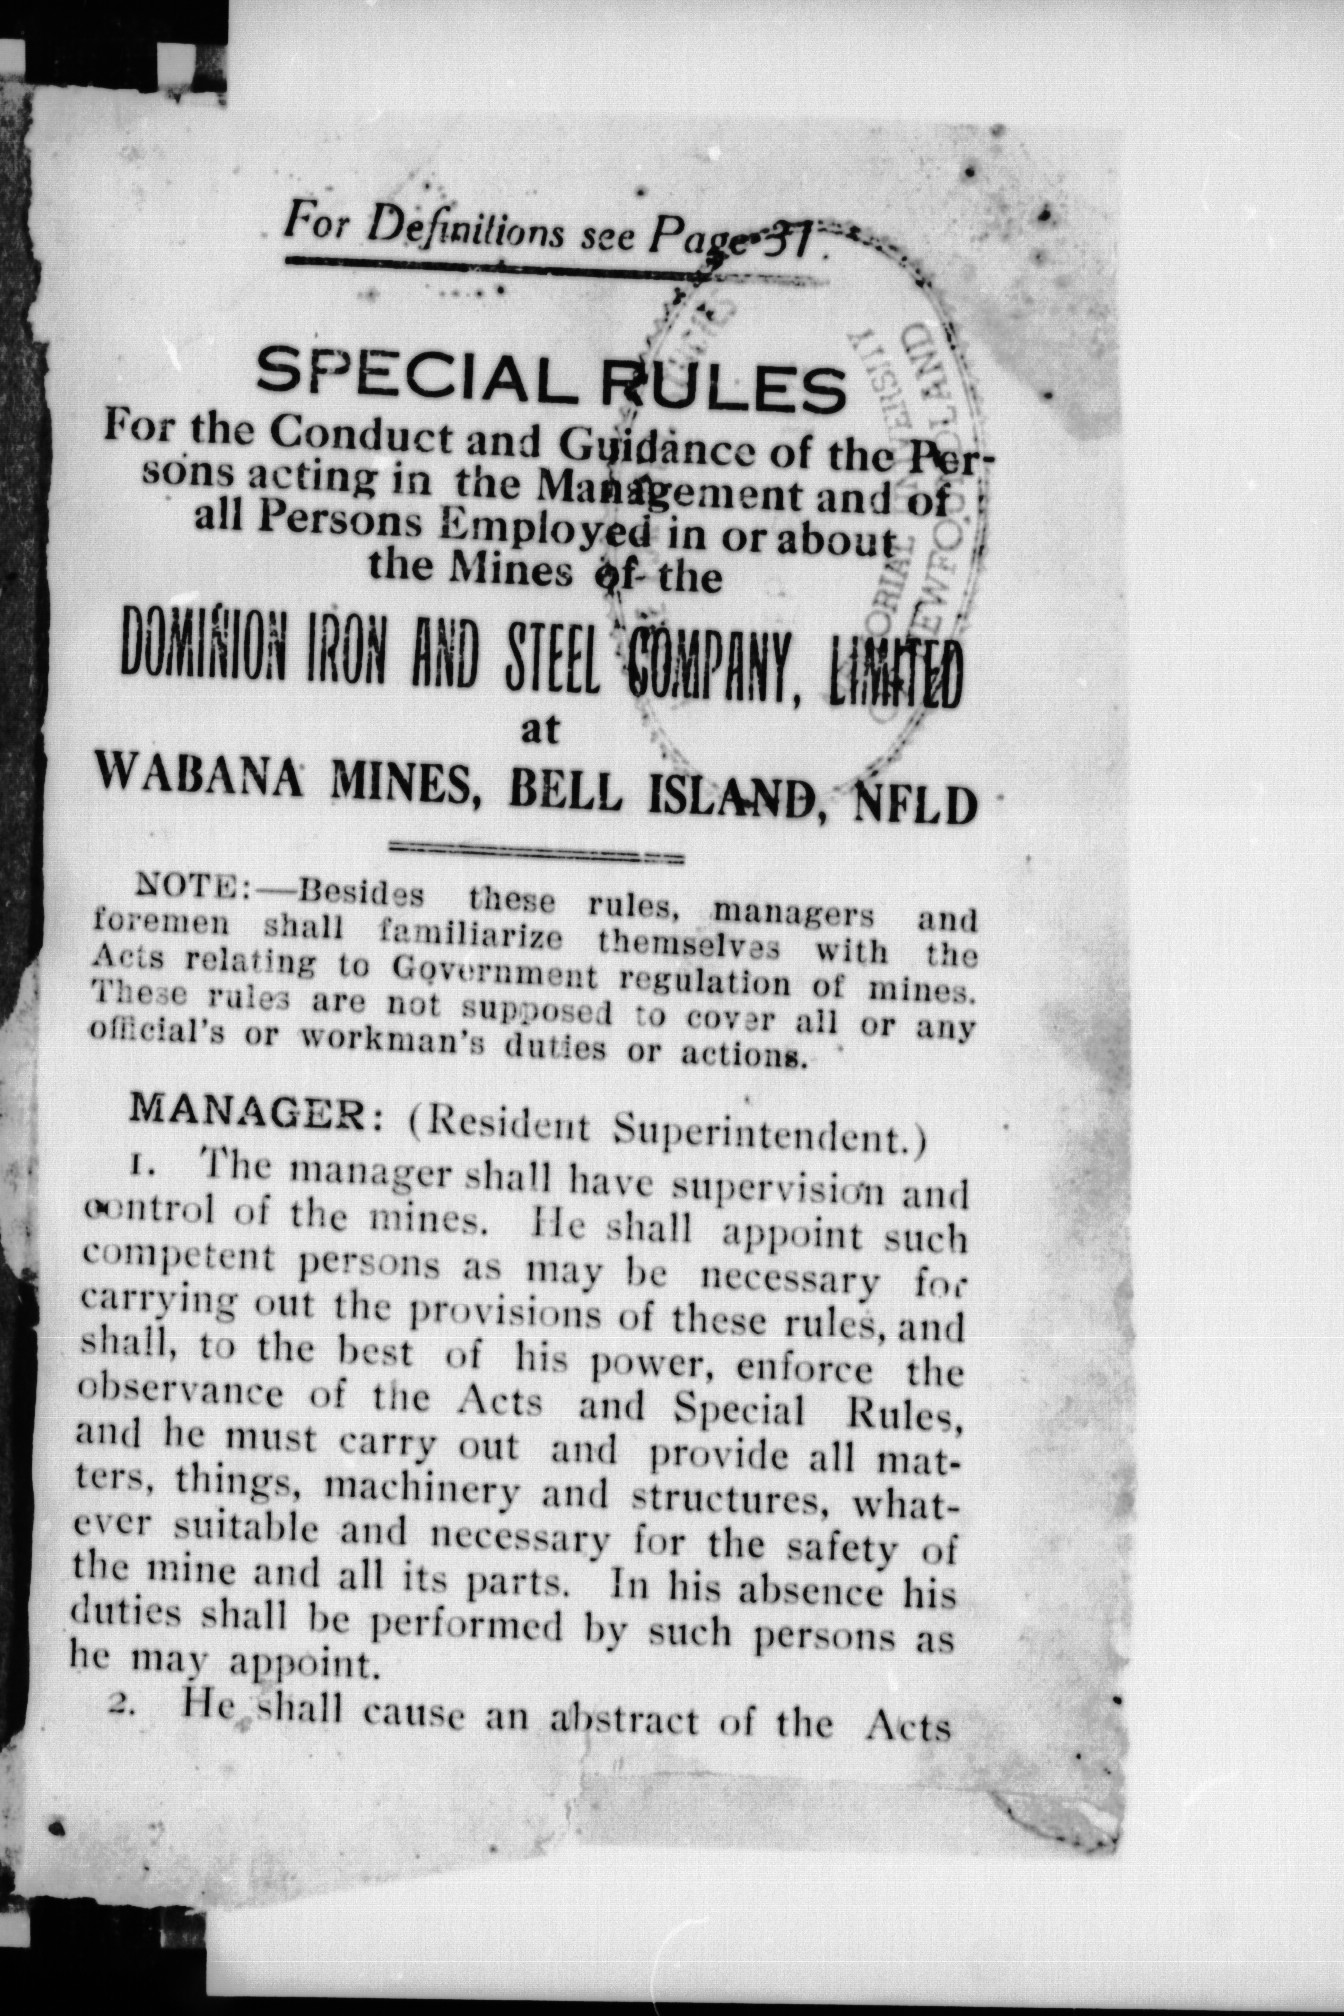 For Definitions see Page 37.
SPECIAL RULES
For the Conduct and Guidance of the Per-
sons acting in the Management and of
all Persons Employed in or about
the Mines of the
DOMINION IRON AND STEEL COMPANY, LIMITED
at
WABANA MINES, BELL ISLAND, NFLD
NOTE:—Besides these rules, managers and
foremen shall familiarize themselves with the
Acts relating to Government regulation of mines.
These rules are not supposed to cover all or any
official's or workman's duties or actions.
MANAGER: (Resident Superintendent.)
1. The manager shall have supervision and
control of the mines. He shall appoint such
competent persons as may be necessary for
carrying out the provisions of these rules, and
shall, to the best of his power, enforce the
observance of the Acts and Special Rules,
and he must carry out and provide all mat-
ters, things, machinery and structures, what-
ever suitable and necessary for the safety of
the mine and all its parts. In his absence his
duties shall be performed by such persons as
he may appoint.
2. He shall cause an abstract of the Acts